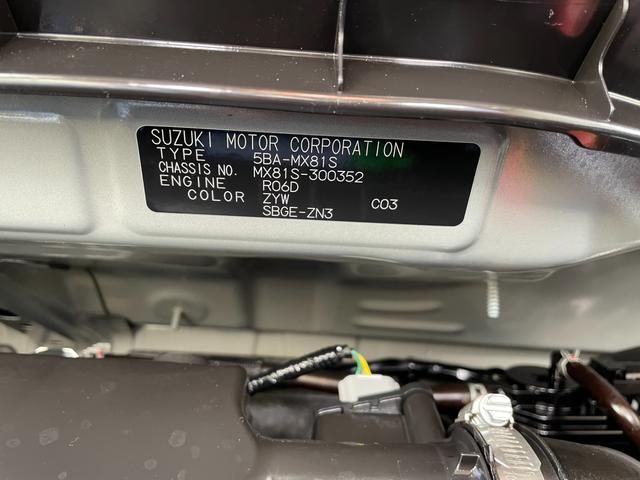 SUZUKI MOTOR CORPORATION
TYPE 5BA-MX81S
CHASSIS NO. MX81S-300352
ENGINE R06D
COLOR ZYW C03
SBGE-ZN3